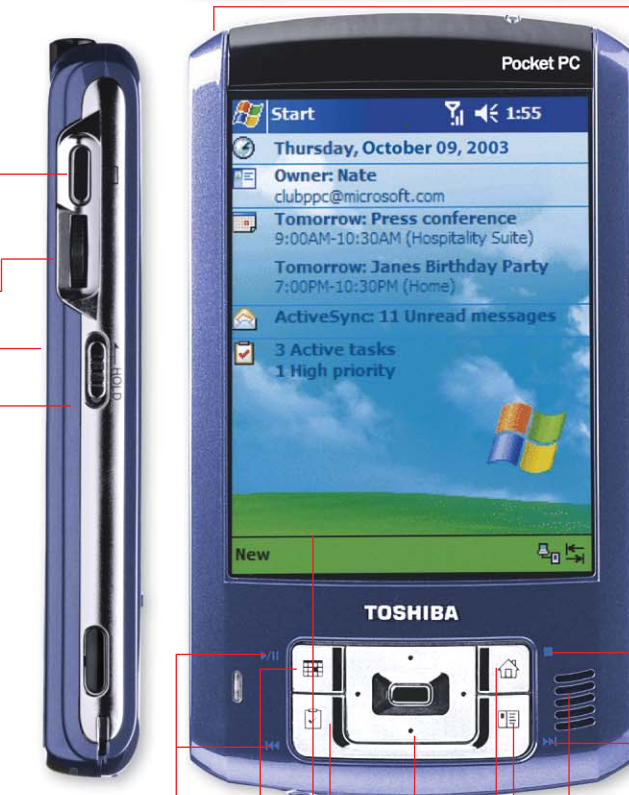 Pocket PC
Start 1:55
Thursday, October 09, 2003
Owner: Nate
clubppc@microsoft.com
Tomorrow: Press conference
9:00AM-10:30AM (Hospitality Suite)
Tomorrow: Janes Birthday Party
7:00PM-10:30PM (Home)
ActiveSync: 11 Unread messages
3 Active tasks
1 High priority
New
TOSHIBA
HOLD